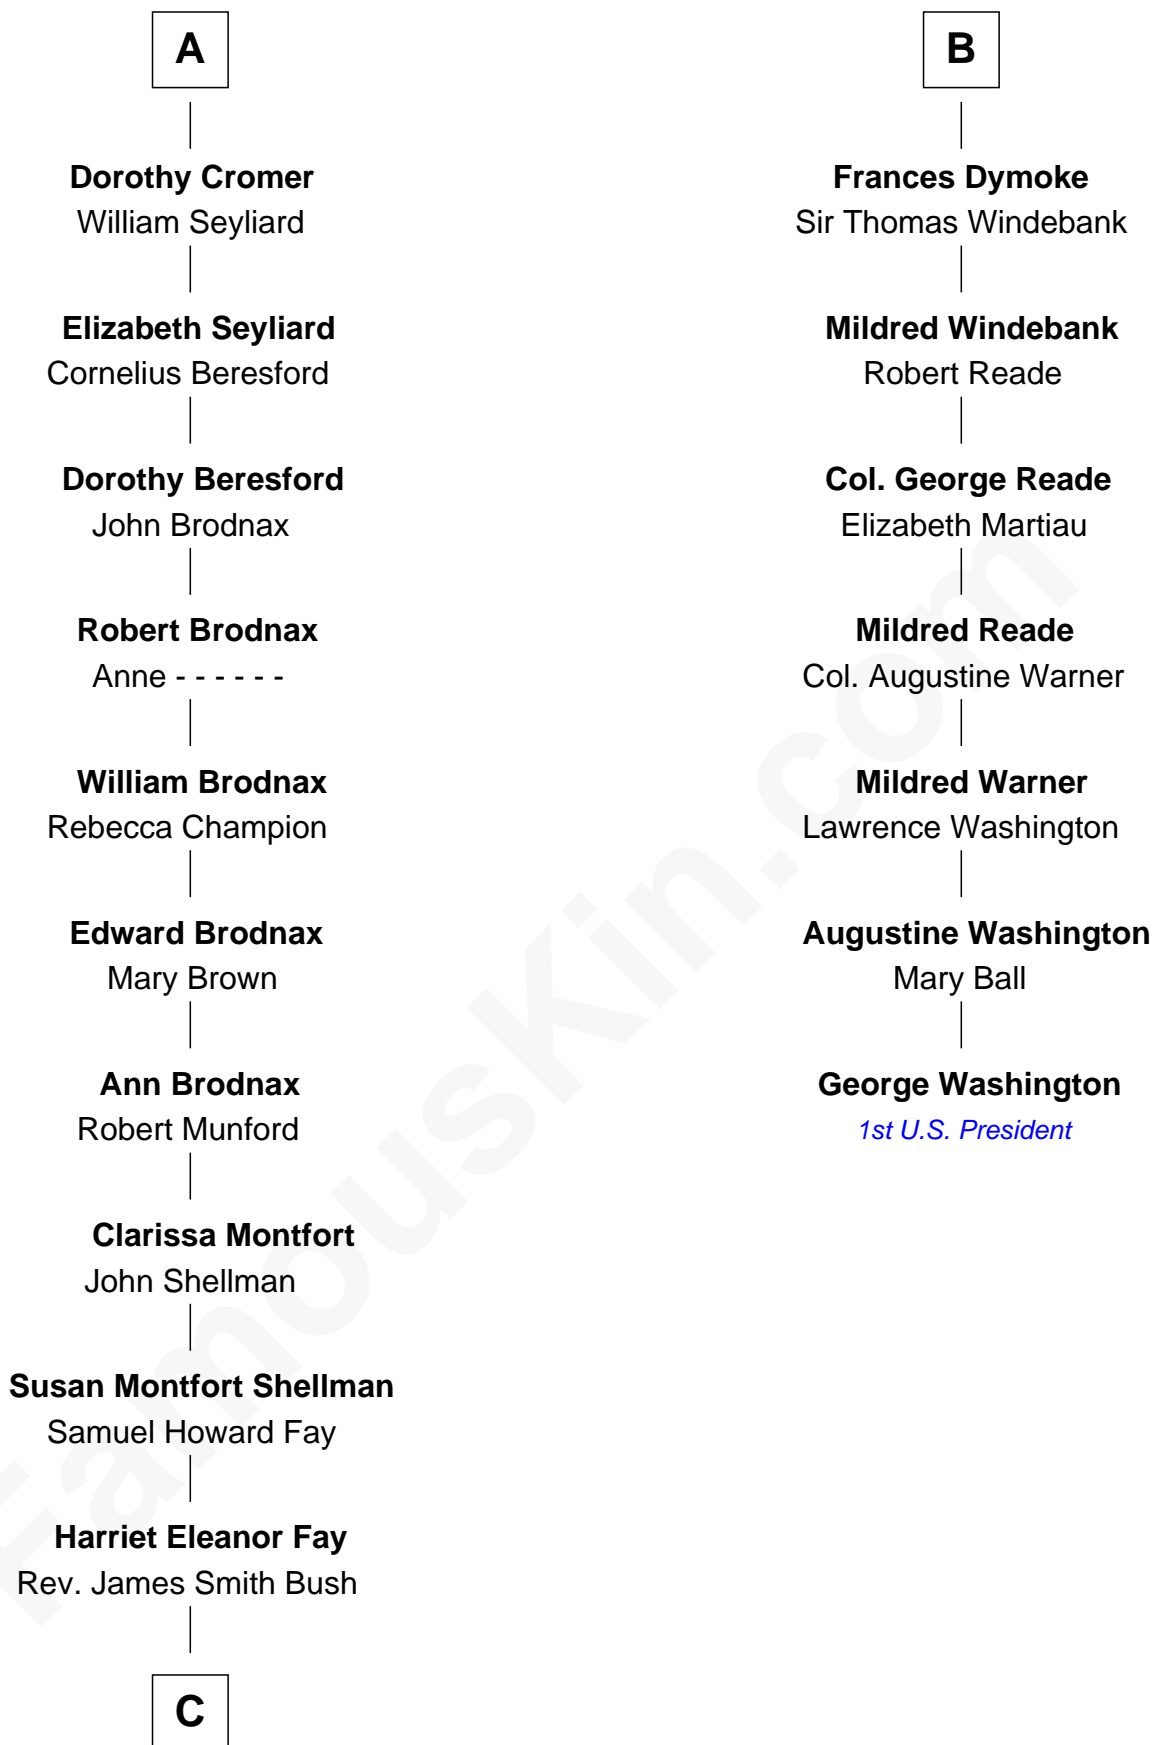 A
Dorothy Cromer
William Seyliard
Elizabeth Seyliard
Cornelius Beresford
Dorothy Beresford
John Brodnax
Robert Brodnax
Anne - - - - - -
William Brodnax
Rebecca Champion
Edward Brodnax
Mary Brown
Ann Brodnax
Robert Munford
Clarissa Montfort
John Shellman
Susan Montfort Shellman
Samuel Howard Fay
Harriet Eleanor Fay
Rev. James Smith Bush
C
B
Frances Dymoke
Sir Thomas Windebank
Mildred Windebank
Robert Reade
Col. George Reade
Elizabeth Martiau
Mildred Reade
Col. Augustine Warner
Mildred Warner
Lawrence Washington
Augustine Washington
Mary Ball
George Washington
1st U.S. President
FamousKin.com